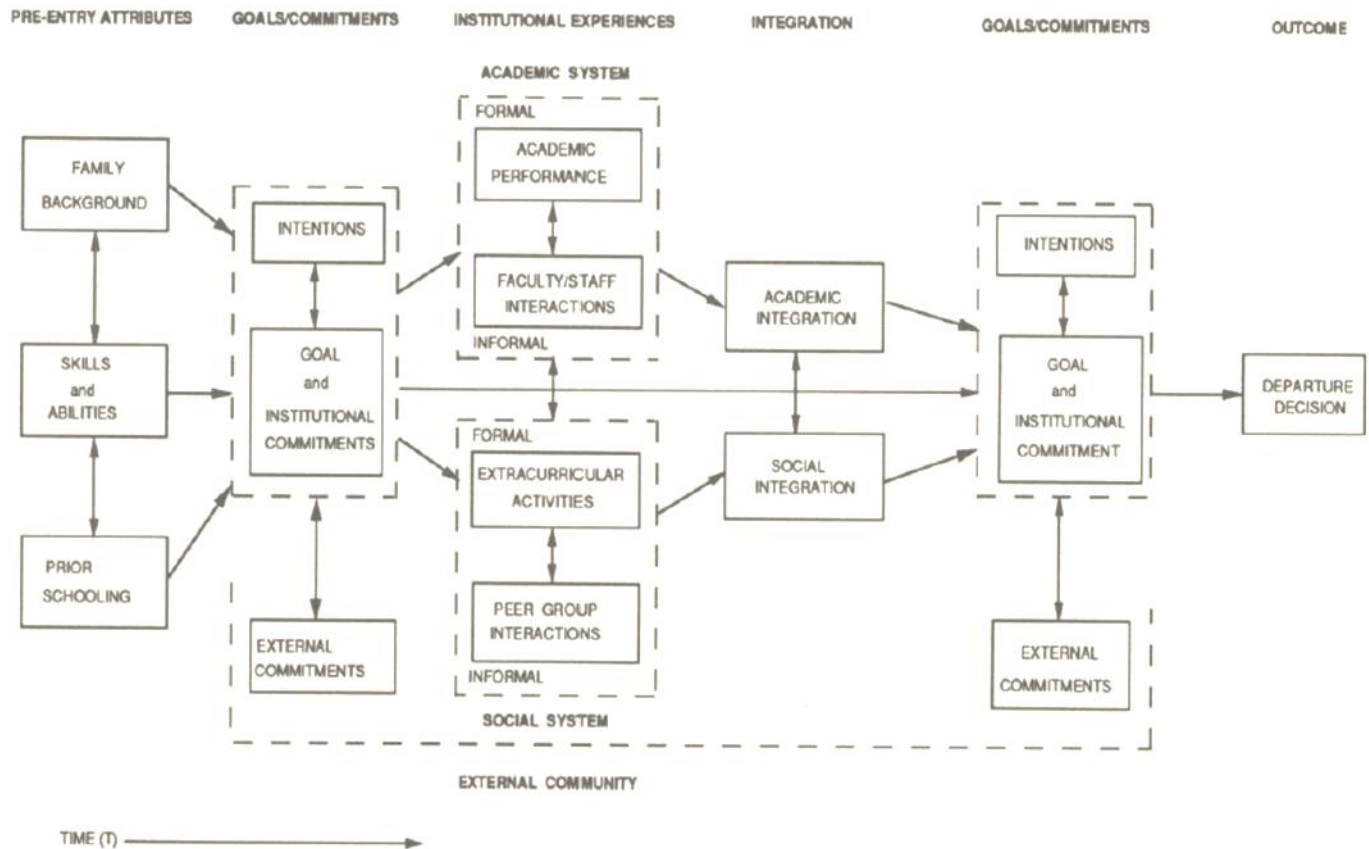 PRE-ENTRY ATTRIBUTES
GOALS/COMMITMENTS
INSTITUTIONAL EXPERIENCES
INTEGRATION
GOALS/COMMITMENTS
OUTCOME
ACADEMIC SYSTEM
FORMAL
FAMILY
BACKGROUND
ACADEMIC
PERFORMANCE
INTENTIONS
FACULTY/STAFF
INTERACTIONS
INFORMAL
ACADEMIC
INTEGRATION
INTENTIONS
SKILLS
and
ABILITIES
GOAL
and
INSTITUTIONAL
COMMITMENTS
GOAL
and
INSTITUTIONAL
COMMITMENT
DEPARTURE
DECISION
FORMAL
EXTRACURRICULAR
ACTIVITIES
SOCIAL
INTEGRATION
PRIOR
SCHOOLING
PEER GROUP
INTERACTIONS
INFORMAL
EXTERNAL
COMMITMENTS
EXTERNAL
COMMITMENTS
SOCIAL SYSTEM
EXTERNAL COMMUNITY
TIME (T)